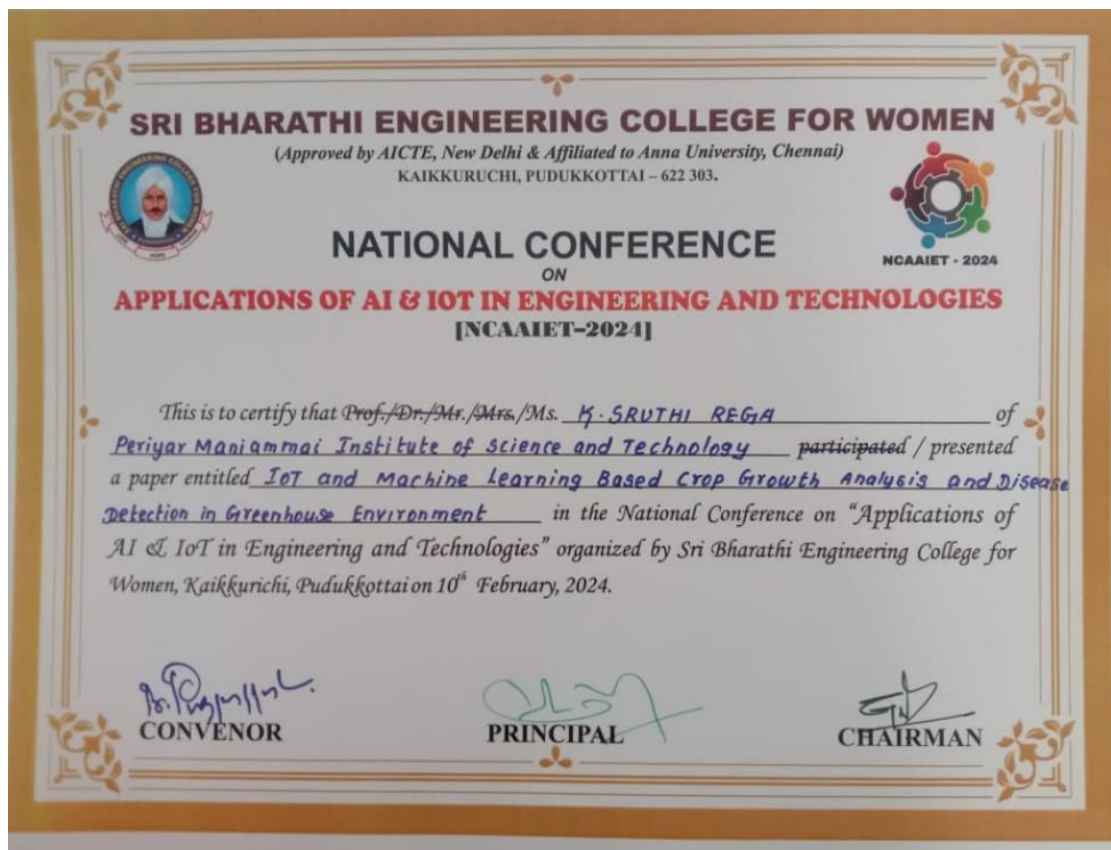 SRI BHARATHI ENGINEERING COLLEGE FOR WOMEN
(Approved by AICTE, New Delhi & Affiliated to Anna University, Chennai)
KAIKKURUCHI, PUDUKKOTTAI – 622 303.
NATIONAL CONFERENCE
NCAAIET - 2024
ON
APPLICATIONS OF AI & IOT IN ENGINEERING AND TECHNOLOGIES
[NCAAIET–2024]
This is to certify that Prof./Dr./Mr./Mrs./Ms. K. SRUTHI REGA of
Periyar Maniammai Institute of Science and Technology participated / presented
a paper entitled IoT and Machine Learning Based Crop Growth Analysis and Disease
Detection in Greenhouse Environment in the National Conference on “Applications of
AI & IoT in Engineering and Technologies” organized by Sri Bharathi Engineering College for
Women, Kaikkurichi, Pudukkottai on 10th February, 2024.
CONVENOR PRINCIPAL CHAIRMAN